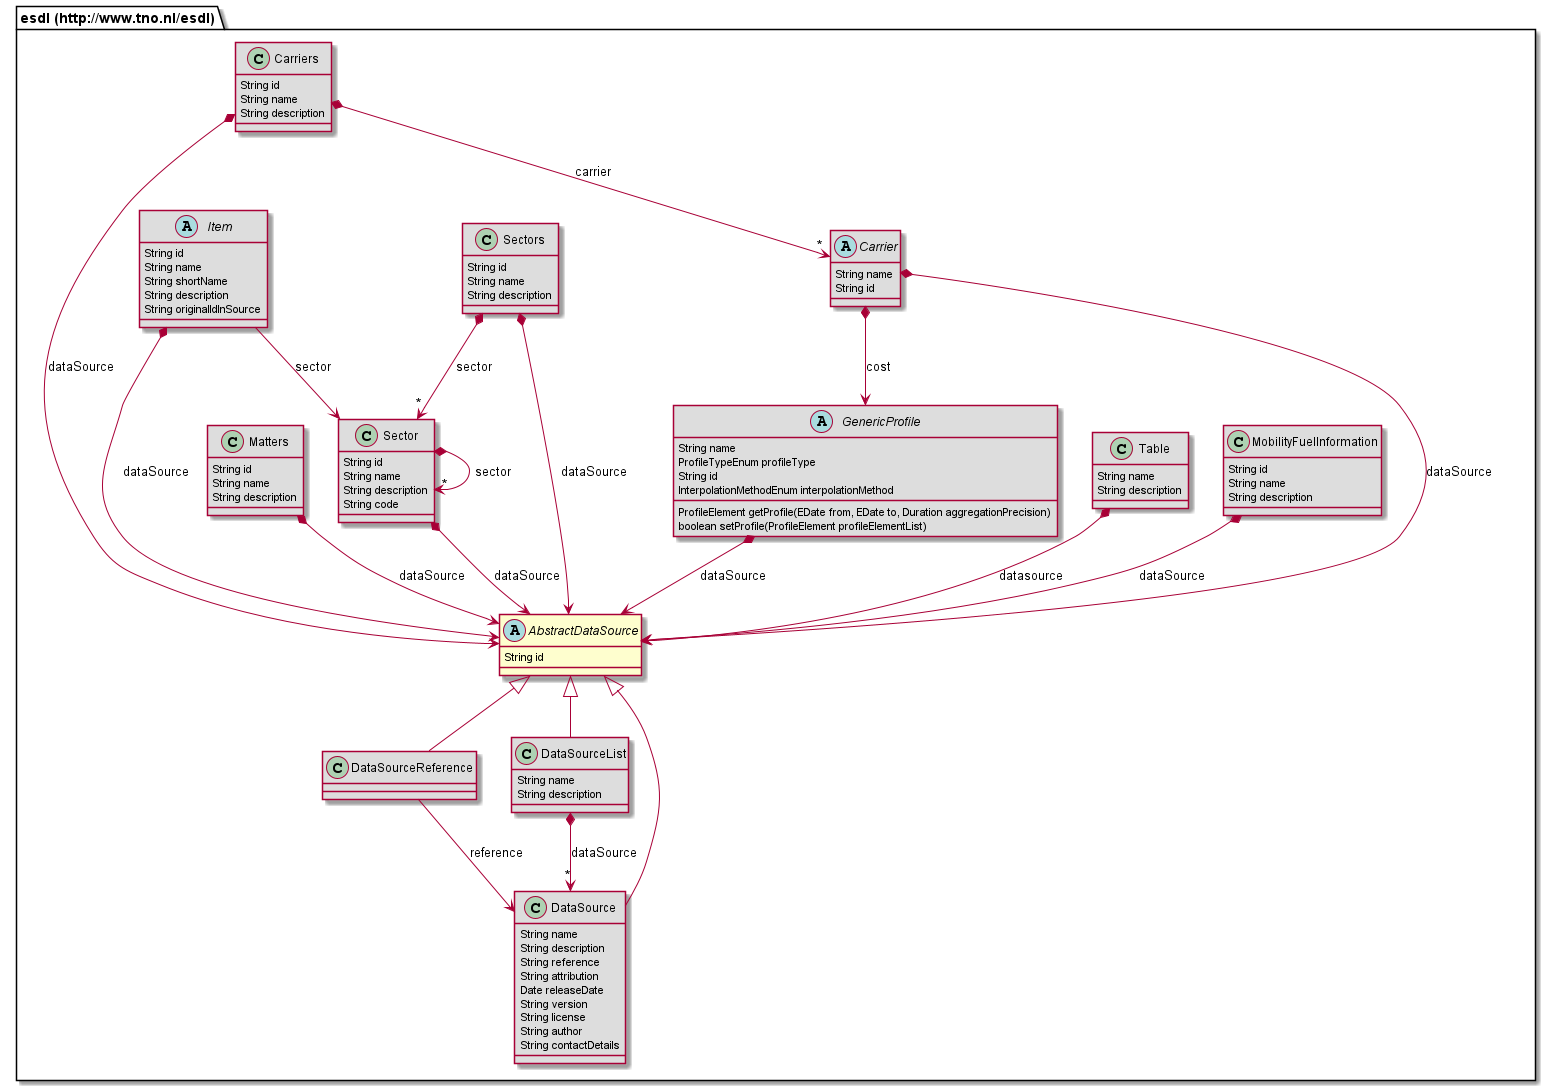 esdl (http://www.tno.nl/esdl)
C Carriers
String id
String name
String description
carrier
A Item
String id
String name
String shortName
String description
String originalIdInSource
C Sectors
String id
String name
String description
*
A Carrier
String name
String id
dataSource
sector
sector
cost
*
C Matters
String id
String name
String description
C Sector
String id
String name
String description
String code
sector
*
A GenericProfile
String name
ProfileTypeEnum profileType
String id
InterpolationMethodEnum interpolationMethod
ProfileElement getProfile(EDate from, EDate to, Duration aggregationPrecision)
boolean setProfile(ProfileElement profileElementList)
C Table
String name
String description
C MobilityFuelInformation
String id
String name
String description
dataSource
dataSource
dataSource
dataSource
dataSource
dataSource
datasource
dataSource
A AbstractDataSource
String id
C DataSourceReference
C DataSourceList
String name
String description
reference
dataSource
*
C DataSource
String name
String description
String reference
String attribution
Date releaseDate
String version
String license
String author
String contactDetails